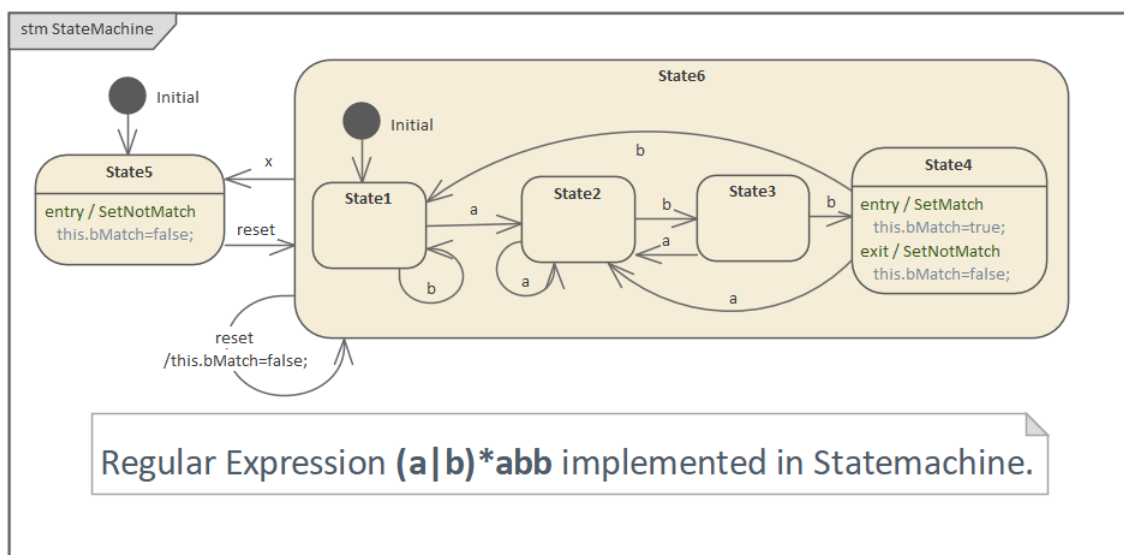 stm StateMachine
State6
Initial
Initial
b
x
State5
State4
State3
State2
State1
entry / SetNotMatch
this.bMatch=false;
a
b
b
entry / SetMatch
this.bMatch=true;
reset
a
exit / SetNotMatch
this.bMatch=false;
b
a
a
reset
/this.bMatch=false;
Regular Expression (a|b)*abb implemented in Statemachine.